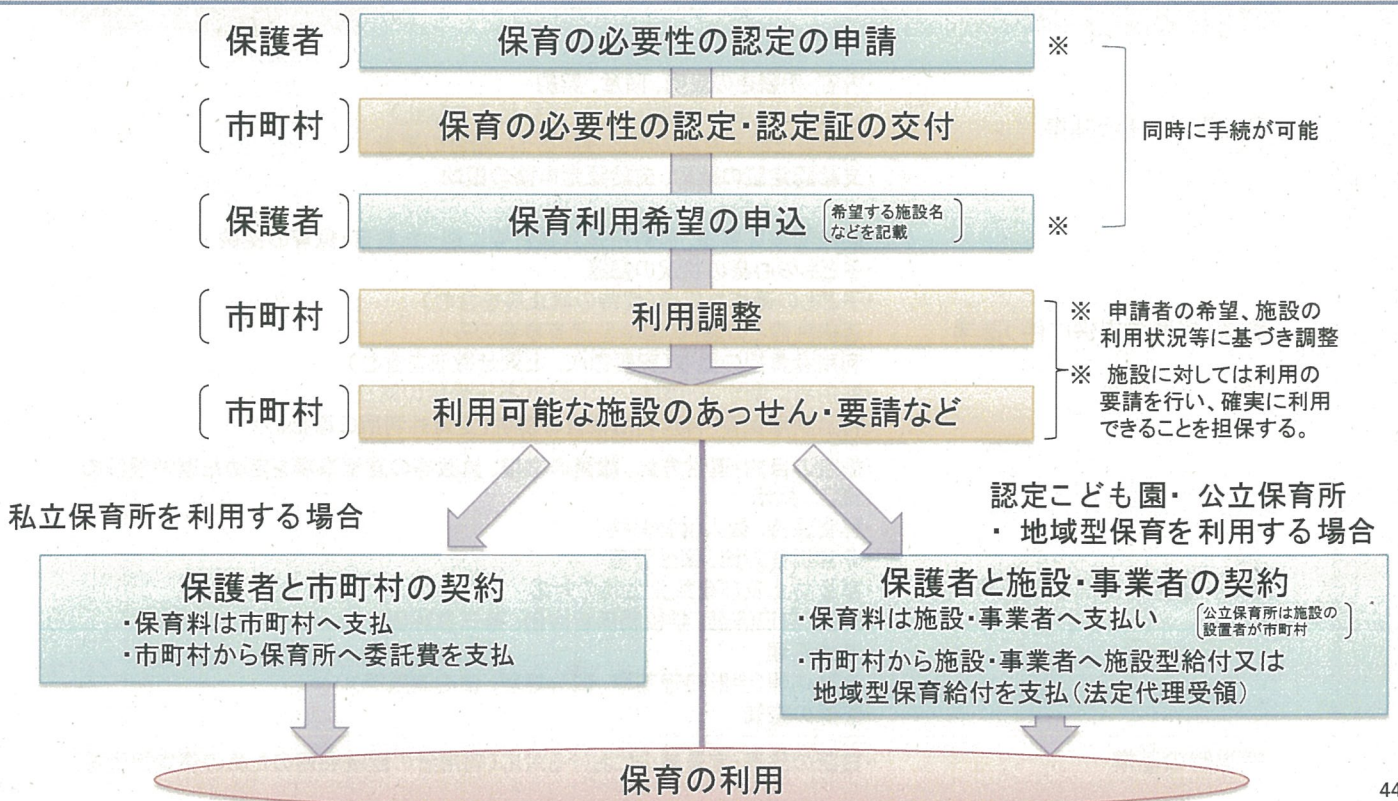 保護者
保育の必要性の認定の申請
※
市町村
保育の必要性の認定・認定証の交付
同時に手続が可能
保護者
保育利用希望の申込
希望する施設名
などを記載
※
市町村
利用調整
※ 申請者の希望、施設の
利用状況等に基づき調整
市町村
利用可能な施設のあっせん・要請など
※ 施設に対しては利用の
要請を行い、確実に利用
できることを担保する。
私立保育所を利用する場合
保護者と市町村の契約
・保育料は市町村へ支払
・市町村から保育所へ委託費を支払
認定こども園・ 公立保育所
・ 地域型保育を利用する場合
保護者と施設・事業者の契約
・保育料は施設・事業者へ支払い
公立保育所は施設の
設置者が市町村
・市町村から施設・事業者へ施設型給付又は
地域型保育給付を支払(法定代理受領)
保育の利用
44